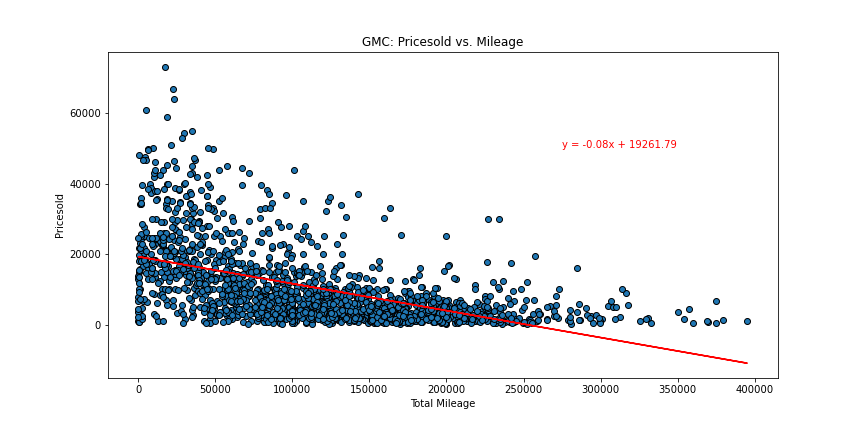 GMC: Pricesold vs. Mileage
60000
40000
20000
0
Pricesold
y = -0.08x + 19261.79
0 50000 100000 150000 200000 250000 300000 350000 400000
Total Mileage